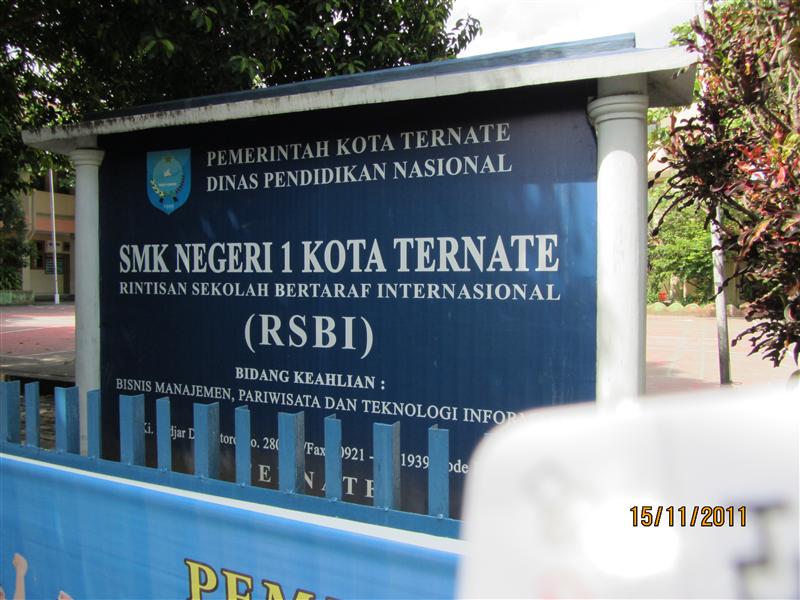 PEMERINTAH KOTA TERNATE
DINAS PENDIDIKAN NASIONAL
SMK NEGERI 1 KOTA TERNATE
RINTISAN SEKOLAH BERTARAF INTERNASIONAL
(RSBI)
BIDANG KEAHLIAN :
BISNIS MANAJEMEN, PARIWISATA DAN TEKNOLOGI
Ki.
15/11/2011